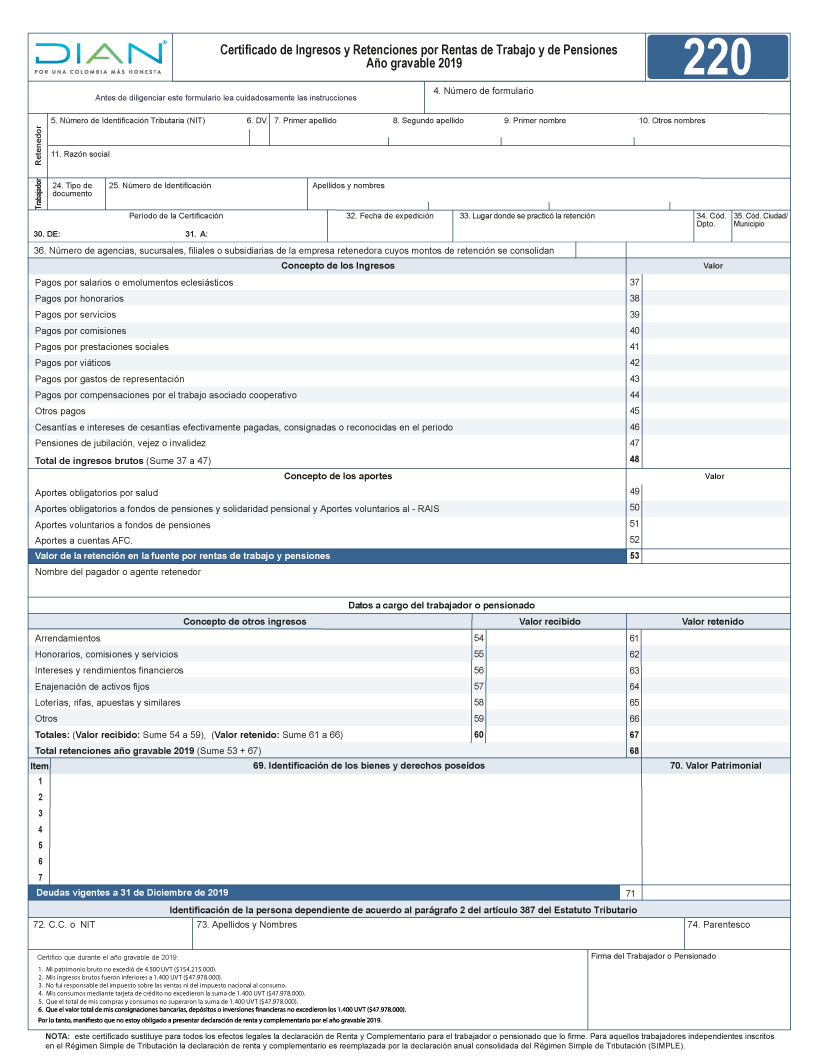 DIAN®
POR UNA COLOMBIA MÁS HONESTA
Certificado de Ingresos y Retenciones por Rentas de Trabajo y de Pensiones
Año gravable 2019
220
Antes de diligenciar este formulario lea cuidadosamente las instrucciones
4. Número de formulario
Retenedor
5. Número de Identificación Tributaria (NIT)
6. DV.
7. Primer apellido
8. Segundo apellido
9. Primer nombre
10. Otros nombres
11. Razón social
Trabajador
24. Tipo de documento
25. Número de Identificación
Apellidos y nombres
Período de la Certificación
30. DE:
31. A:
32. Fecha de expedición
33. Lugar donde se practicó la retención
34. Cód. Dpto.
35. Cód. Ciudad/ Municipio
36. Número de agencias, sucursales, filiales o subsidiarias de la empresa retenedora cuyos montos de retención se consolidan
Concepto de los Ingresos
Valor
Pagos por salarios o emolumentos eclesiásticos 37
Pagos por honorarios 38
Pagos por servicios 39
Pagos por comisiones 40
Pagos por prestaciones sociales 41
Pagos por viáticos 42
Pagos por gastos de representación 43
Pagos por compensaciones por el trabajo asociado cooperativo 44
Otros pagos 45
Cesantías e intereses de cesantías efectivamente pagadas, consignadas o reconocidas en el periodo 46
Pensiones de jubilación, vejez o invalidez 47
Total de ingresos brutos (Sume 37 a 47) 48
Concepto de los aportes
Valor
Aportes obligatorios por salud 49
Aportes obligatorios a fondos de pensiones y solidaridad pensional y Aportes voluntarios al - RAIS 50
Aportes voluntarios a fondos de pensiones 51
Aportes a cuentas AFC. 52
Valor de la retención en la fuente por rentas de trabajo y pensiones 53
Nombre del pagador o agente retenedor
Datos a cargo del trabajador o pensionado
Concepto de otros ingresos
Valor recibido
Valor retenido
Arrendamientos 54 61
Honorarios, comisiones y servicios 55 62
Intereses y rendimientos financieros 56 63
Enajenación de activos fijos 57 64
Loterías, rifas, apuestas y similares 58 65
Otros 59 66
Totales: (Valor recibido: Sume 54 a 59), (Valor retenido: Sume 61 a 66) 60 67
Total retenciones año gravable 2019 (Sume 53 + 67) 68
Item
69. Identificación de los bienes y derechos poseídos
70. Valor Patrimonial
1
2
3
4
5
6
7
Deudas vigentes a 31 de Diciembre de 2019 71
Identificación de la persona dependiente de acuerdo al parágrafo 2 del artículo 387 del Estatuto Tributario
72. C.C. o NIT
73. Apellidos y Nombres
74. Parentesco
Certifico que durante el año gravable de 2019:
1. Mi patrimonio bruto no excedió de 4.500 UVT ($154.215.000).
2. Mis ingresos brutos fueron inferiores a 1.400 UVT ($47.978.000).
3. No fui responsable del impuesto sobre las ventas ni del impuesto nacional al consumo.
4. Mis consumos mediante tarjeta de crédito no excedieron la suma de 1.400 UVT ($47.978.000).
5. Que el total de mis compras y consumos no superaron la suma de 1.400 UVT ($47.978.000).
6. Que el valor total de mis consignaciones bancarias, depósitos o inversiones financieras no excedieron los 1.400 UVT ($47.978.000).
Por lo tanto, manifiesto que no estoy obligado a presentar declaración de renta y complementario por el año gravable 2019.
Firma del Trabajador o Pensionado
NOTA: este certificado sustituye para todos los efectos legales la declaración de Renta y Complementario para el trabajador o pensionado que lo firme. Para aquellos trabajadores independientes inscritos
en el Régimen Simple de Tributación la declaración de renta y complementario es reemplazada por la declaración anual consolidada del Régimen Simple de Tributación (SIMPLE).